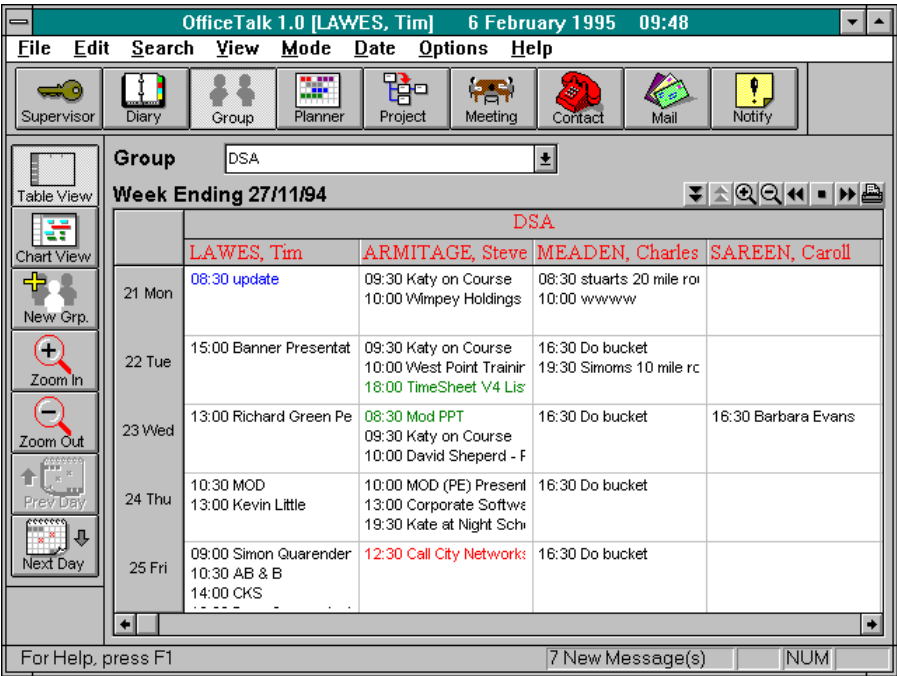 OfficeTalk 1.0 [LAWES, Tim] 6 February 1995 09:48
File Edit Search View Mode Date Options Help
Supervisor Diary Group Planner Project Meeting Contact Mail Notify
Group DSA
Table View
Week Ending 27/11/94
DSA
Chart View
LAWES, Tim ARMITAGE, Steve MEADEN, Charles SAREEN, Caroll
New Grp.
21 Mon
08:30 update
09:30 Katy on Course
10:00 Wimpey Holdings
08:30 stuarts 20 mile rou
10:00 wwww
Zoom In
22 Tue
15:00 Banner Presentat
09:30 Katy on Course
10:00 West Point Trainin
18:00 TimeSheet V4 Lis
16:30 Do bucket
19:30 Simoms 10 mile rc
Zoom Out
23 Wed
13:00 Richard Green Pe
08:30 Mod PPT
09:30 Katy on Course
10:00 David Sheperd - F
16:30 Do bucket
16:30 Barbara Evans
Prev Day
24 Thu
10:30 MOD
13:00 Kevin Little
10:00 MOD (PE) Present
13:00 Corporate Softwa
19:30 Kate at Night Scho
16:30 Do bucket
Next Day
25 Fri
09:00 Simon Quarender
10:30 AB & B
14:00 CKS
12:30 Call City Networks
16:30 Do bucket
For Help, press F1 7 New Message(s) NUM